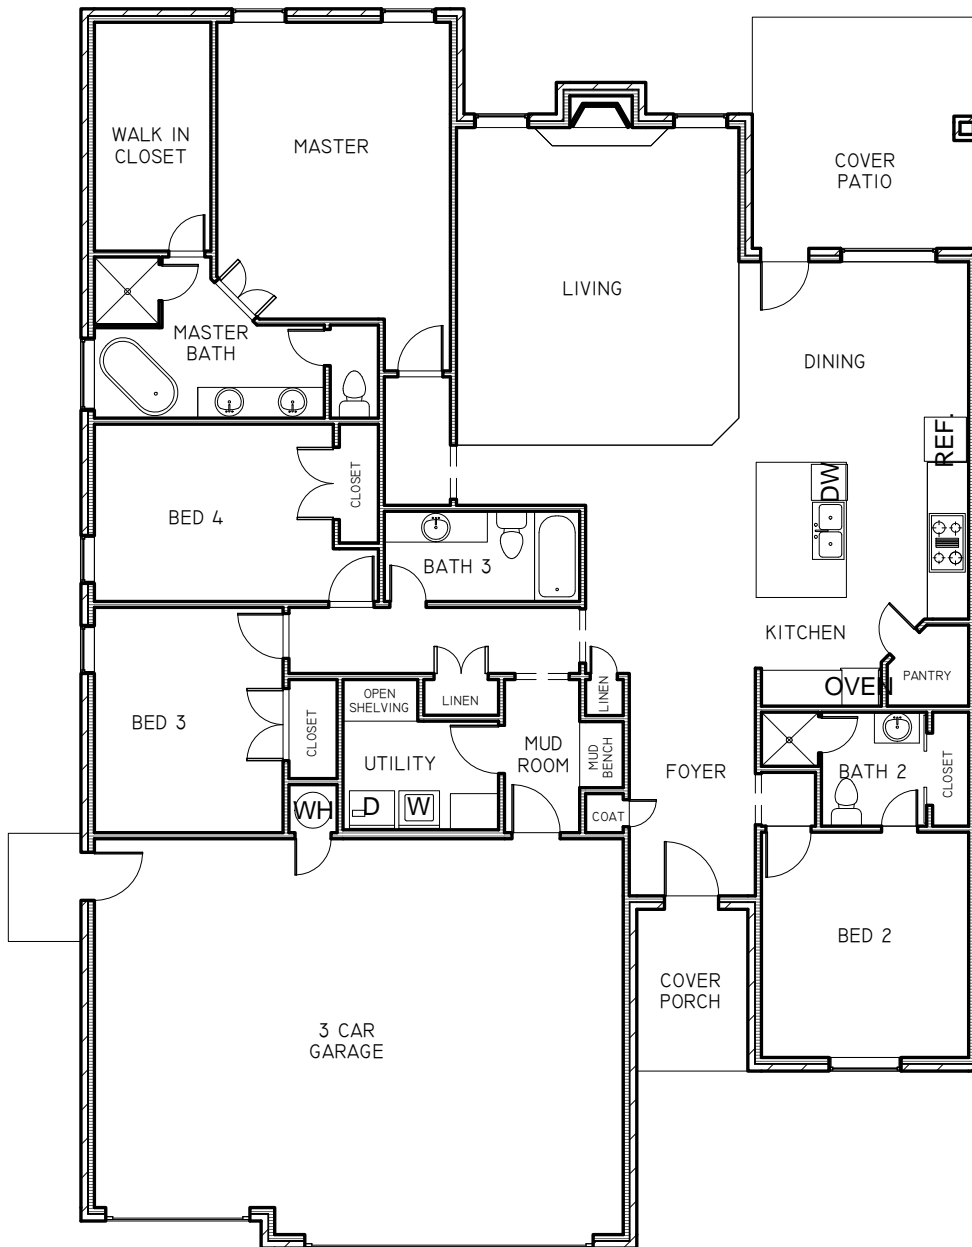 WALK IN
CLOSET
MASTER
COVER
PATIO
LIVING
MASTER
BATH
DINING
REF.
CLOSET
DW
BED 4
BATH 3
KITCHEN
PANTRY
OVEN
OPEN
SHELVING
LINEN
LINEN
BED 3
CLOSET
UTILITY
MUD
ROOM
MUD
BENCH
FOYER
BATH 2
CLOSET
WH
D
W
COAT
BED 2
COVER
PORCH
3 CAR
GARAGE